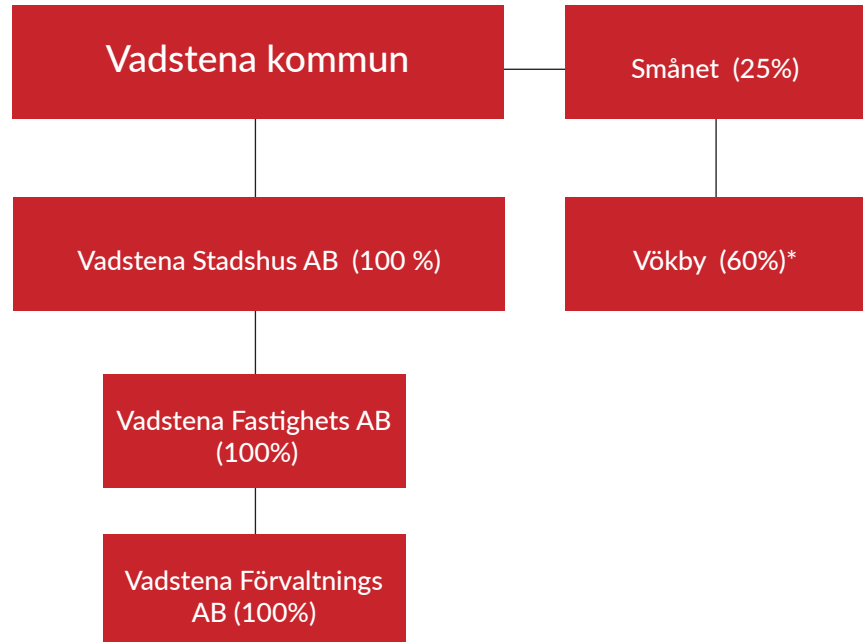 Vadstena kommun
Smånet (25%)
Vadstena Stadshus AB (100 %)
Vökby (60%)*
Vadstena Fastighets AB
(100%)
Vadstena Förvaltnings
AB (100%)